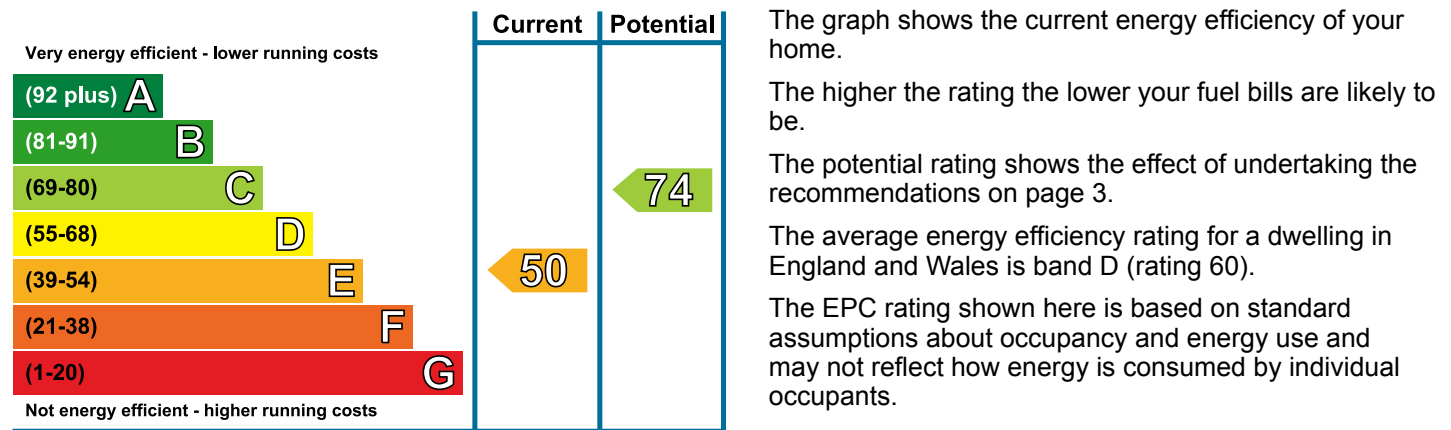 Current Potential
Very energy efficient - lower running costs
(92 plus) A
(81-91) B
(69-80) C
74
(55-68) D
(39-54) E
50
(21-38) F
(1-20) G
Not energy efficient - higher running costs
The graph shows the current energy efficiency of your
home.
The higher the rating the lower your fuel bills are likely to
be.
The potential rating shows the effect of undertaking the
recommendations on page 3.
The average energy efficiency rating for a dwelling in
England and Wales is band D (rating 60).
The EPC rating shown here is based on standard
assumptions about occupancy and energy use and
may not reflect how energy is consumed by individual
occupants.